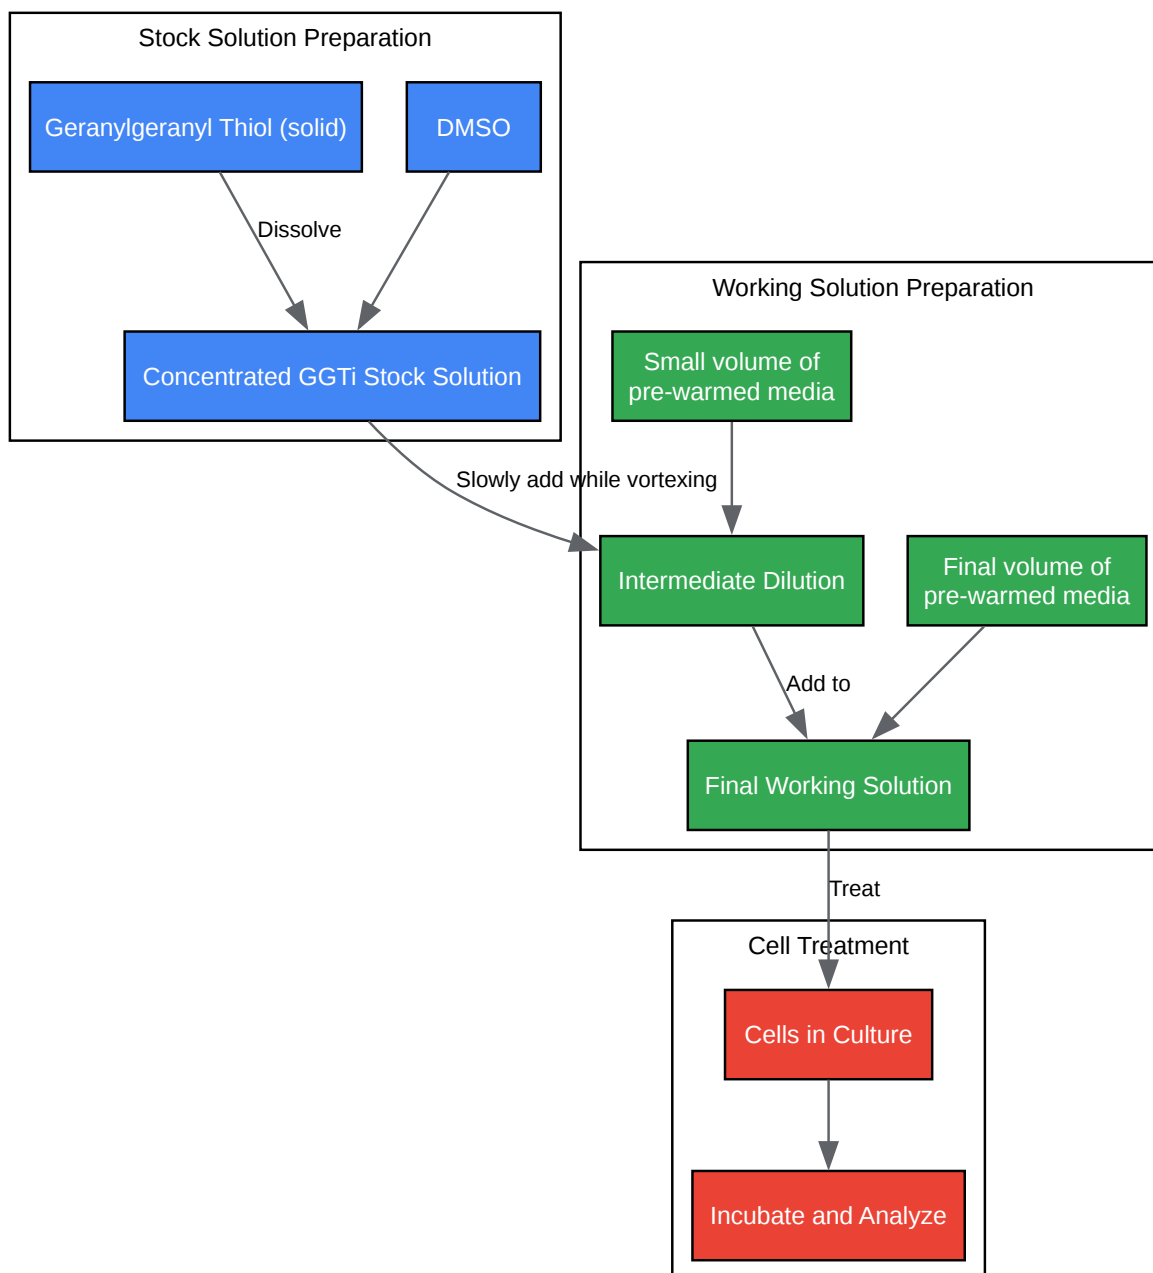 Stock Solution Preparation
Geranylgeranyl Thiol (solid)
DMSO
Dissolve
Concentrated GGTi Stock Solution
Working Solution Preparation
Small volume of
pre-warmed media
Slowly add while vortexing
Intermediate Dilution
Final volume of
pre-warmed media
Add to
Final Working Solution
Treat
Cell Treatment
Cells in Culture
Incubate and Analyze